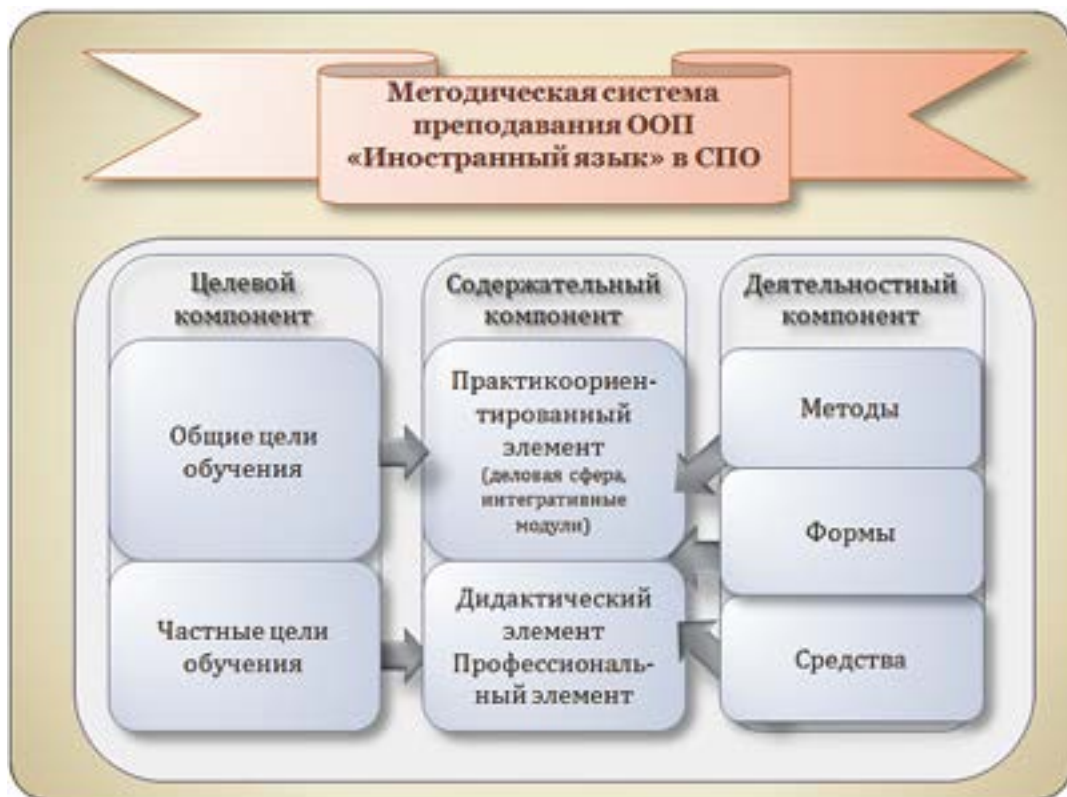 Методическая система
преподавания ООП
«Иностранный язык» в СПО
Целевой
компонент
Общие цели
обучения
Частные цели
обучения
Содержательный
компонент
Практикоориен-
тированный
элемент
(деловая сфера,
интегративные
модули)
Дидактический
элемент
Профессиональ-
ный элемент
Деятельностный
компонент
Методы
Формы
Средства